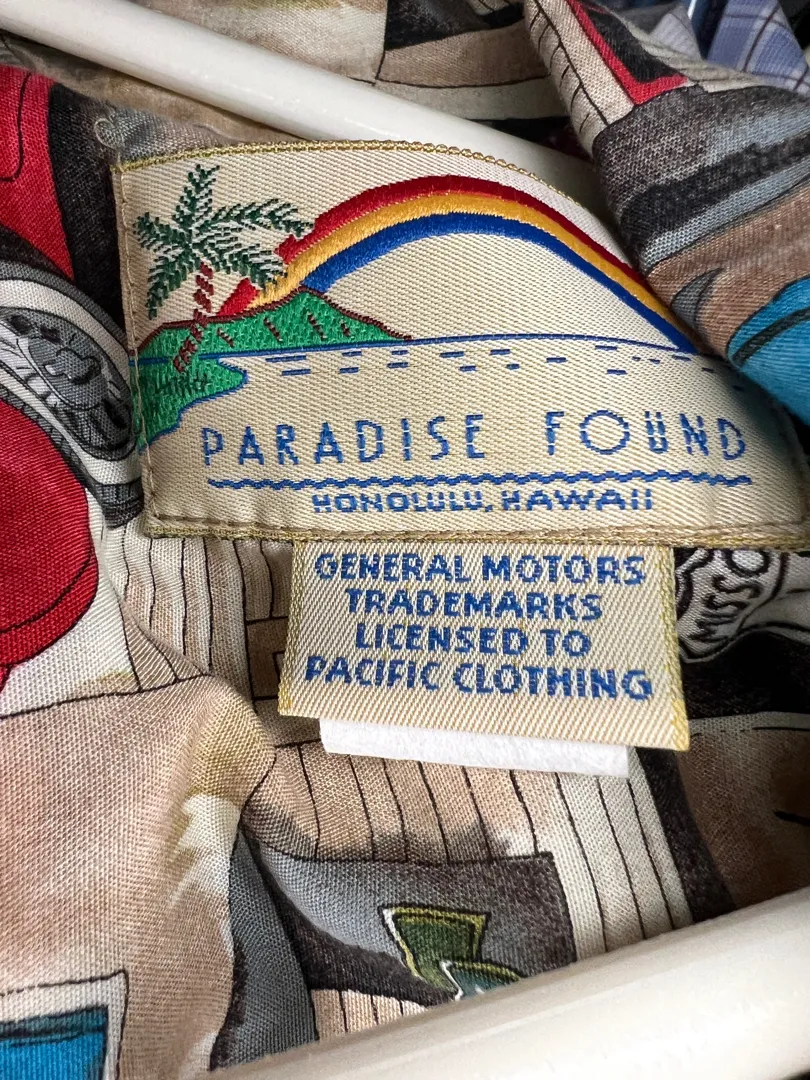 PARADISE FOUND
HONOLULU, HAWAII
GENERAL MOTORS
TRADEMARKS
LICENSED TO
PACIFIC CLOTHING